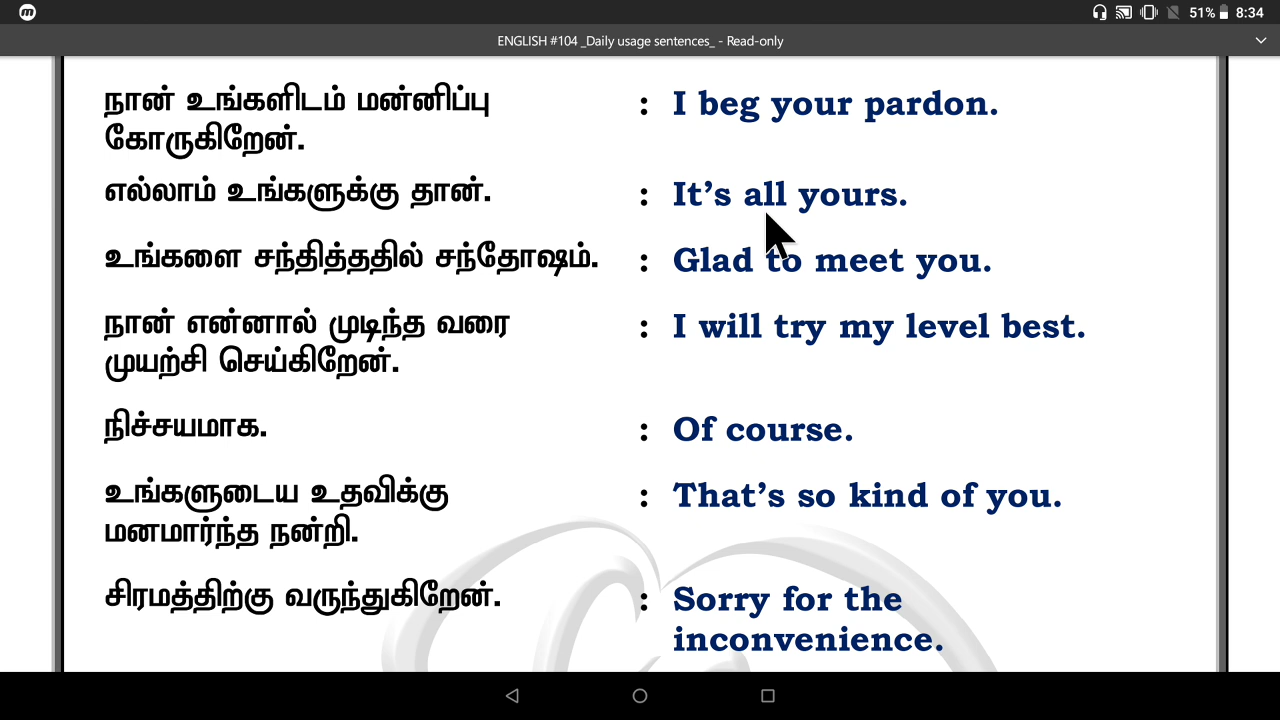 51% 8:34
ENGLISH #104 _Daily usage sentences_ - Read-only
நான் உங்களிடம் மன்னிப்பு : I beg your pardon.
கோருகிறேன்.
எல்லாம் உங்களுக்கு தான். : It's all yours.
உங்களை சந்தித்ததில் சந்தோஷம். : Glad to meet you.
நான் என்னால் முடிந்த வரை : I will try my level best.
முயற்சி செய்கிறேன்.
நிச்சயமாக. : Of course.
உங்களுடைய உதவிக்கு : That's so kind of you.
மனமார்ந்த நன்றி.
சிரமத்திற்கு வருந்துகிறேன். : Sorry for the
inconvenience.